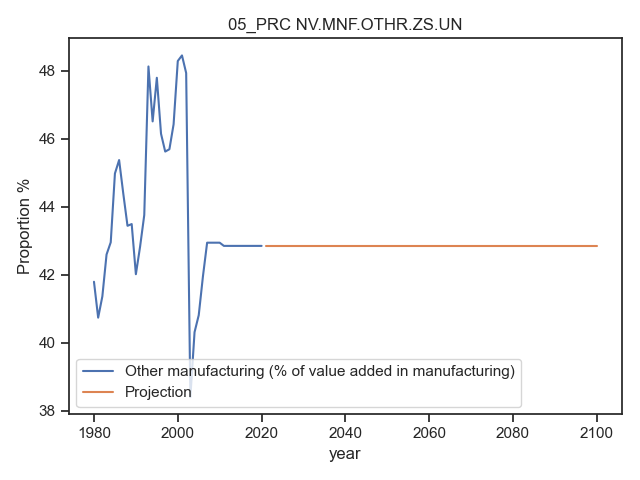 05_PRC NV.MNF.OTHR.ZS.UN
48
46
44
42
40
38
Proportion %
Other manufacturing (% of value added in manufacturing)
Projection
1980 2000 2020 2040 2060 2080 2100
year